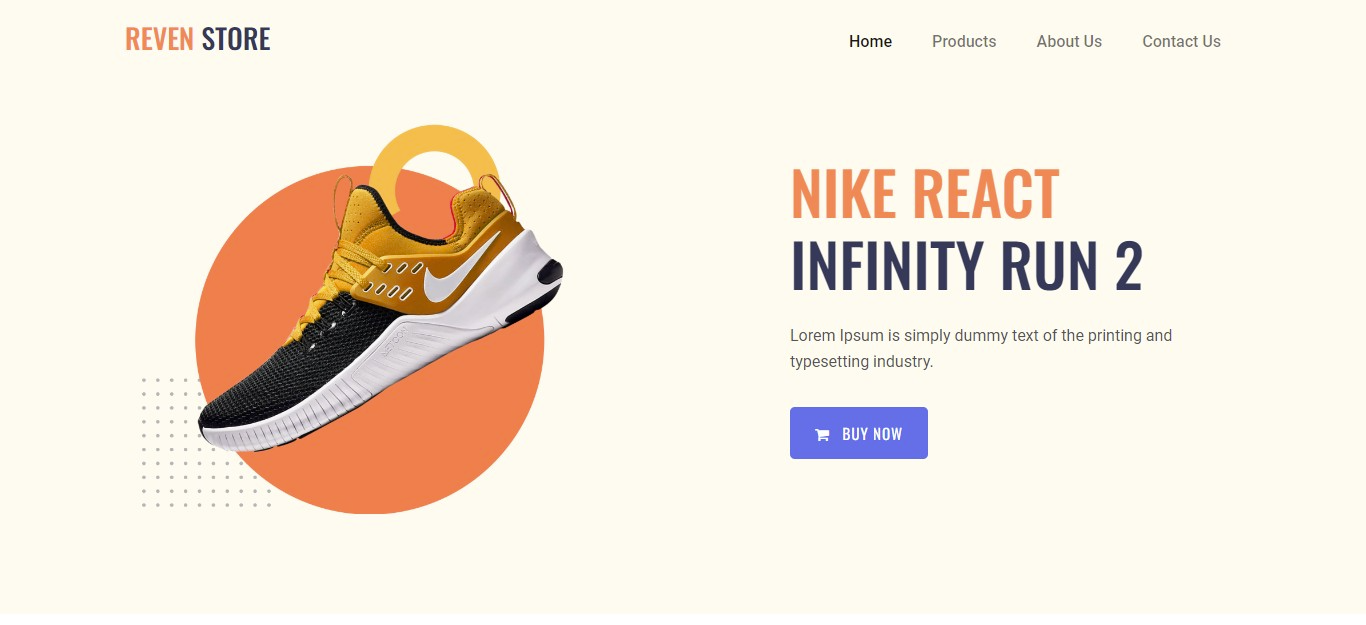 REVEN STORE
Home Products About Us Contact Us
NIKE REACT
INFINITY RUN 2
Lorem Ipsum is simply dummy text of the printing and
typesetting industry.
BUY NOW